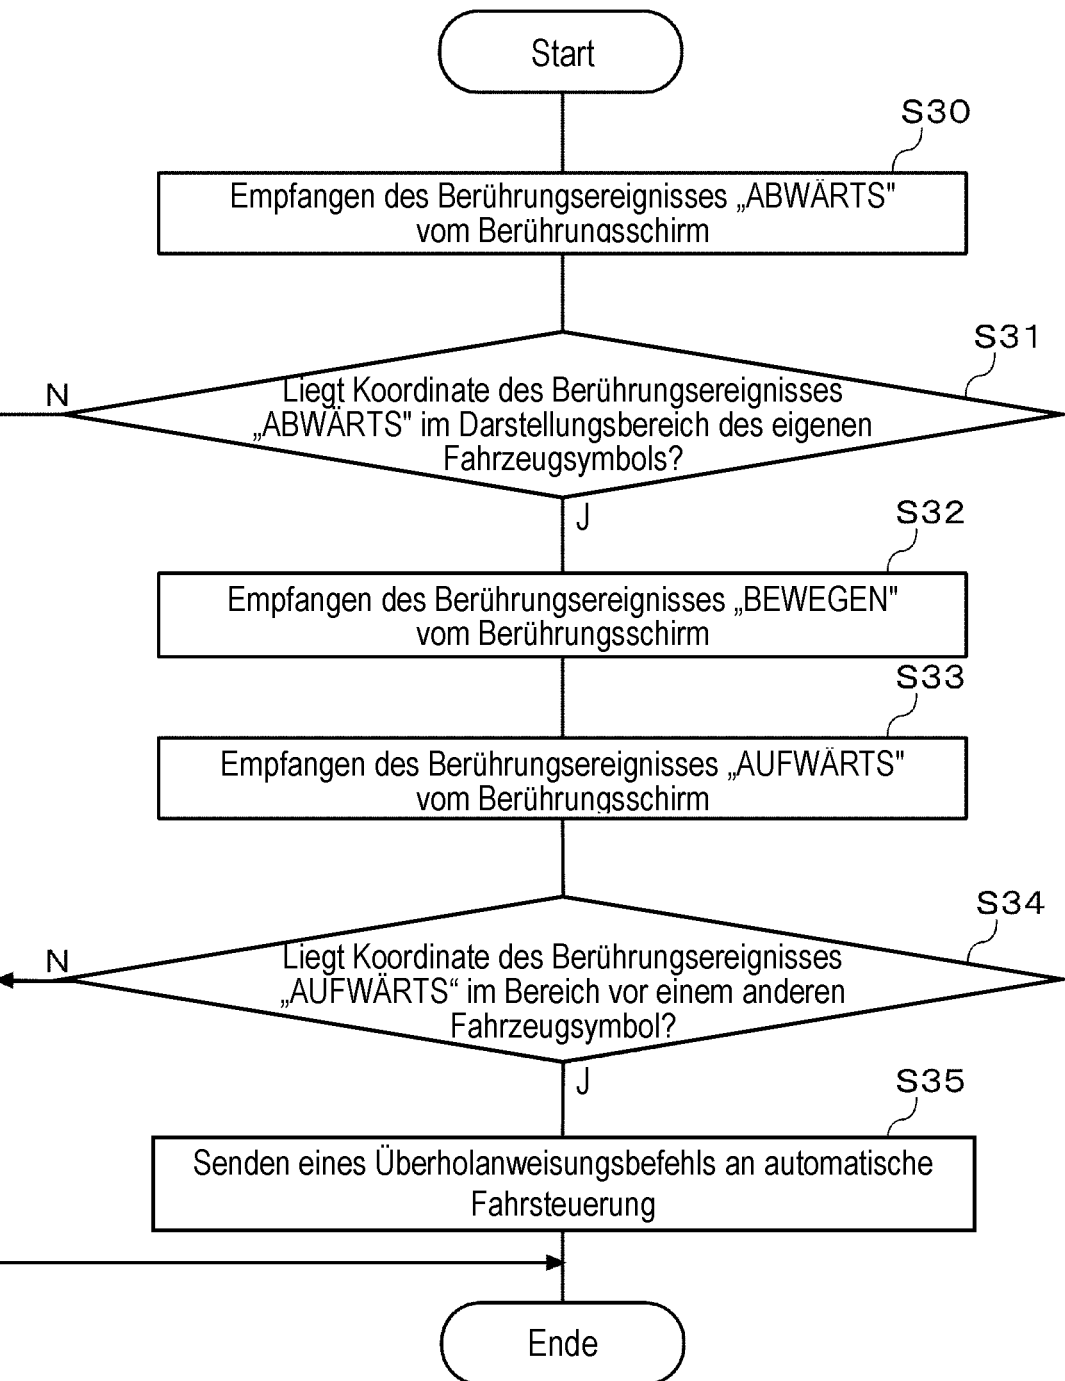 Start
S30
Empfangen des Berührungsereignisses „ABWÄRTS"
vom Berührungsschirm
S31
N
Liegt Koordinate des Berührungsereignisses
„ABWÄRTS" im Darstellungsbereich des eigenen
Fahrzeugsymbols?
J
S32
Empfangen des Berührungsereignisses „BEWEGEN"
vom Berührungsschirm
S33
Empfangen des Berührungsereignisses „AUFWÄRTS"
vom Berührungsschirm
S34
N
Liegt Koordinate des Berührungsereignisses
„AUFWÄRTS“ im Bereich vor einem anderen
Fahrzeugsymbol?
J
S35
Senden eines Überholanweisungsbefehls an automatische
Fahrsteuerung
Ende